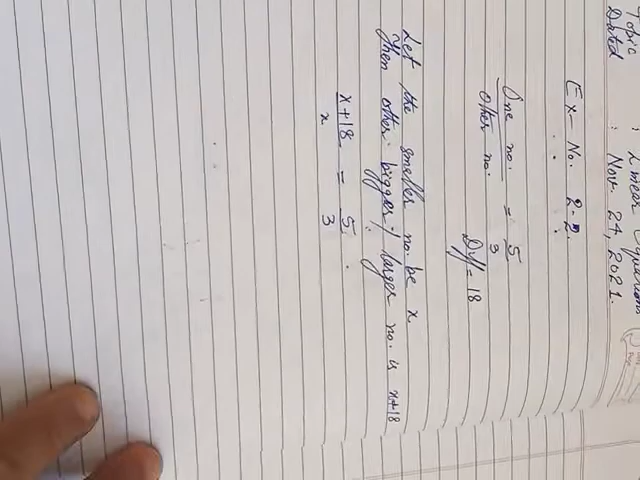 Topic : Linear Equation
Dated : Nov. 24, 2021.
Ex- No. 2.2.
One no. / Other no. = 5/3
Diff = 18
Let the smaller no. be x
Then other bigger / larger no. is x+18
x+18 / x = 5/3